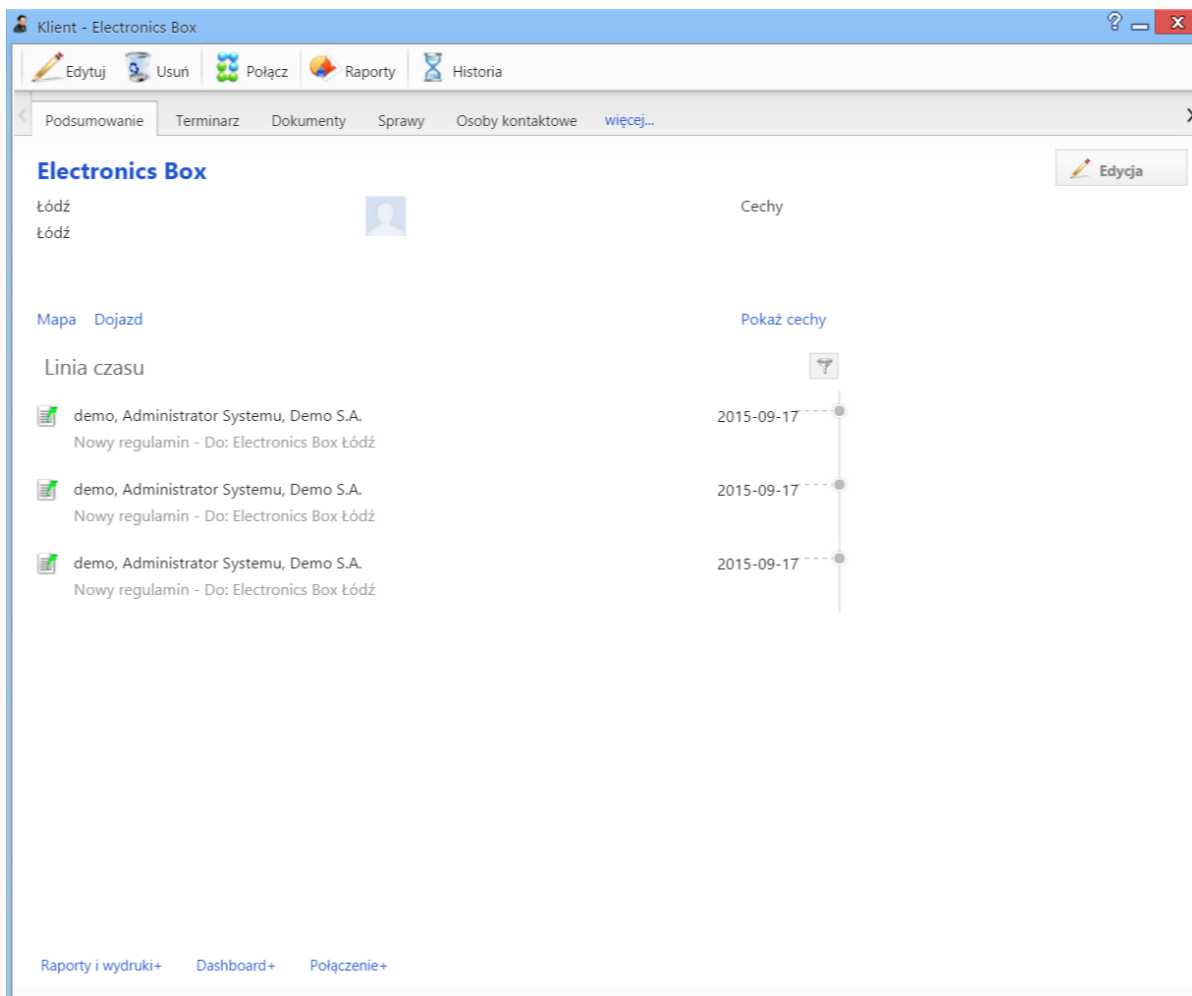 Klient - Electronics Box
Edytuj Usuń Połącz Raporty Historia
Podsumowanie Terminarz Dokumenty Sprawy Osoby kontaktowe więcej...
Electronics Box
Edycja
Łódź
Cechy
Łódź
Mapa Dojazd
Pokaż cechy
Linia czasu
demo, Administrator Systemu, Demo S.A. 2015-09-17
Nowy regulamin - Do: Electronics Box Łódź
demo, Administrator Systemu, Demo S.A. 2015-09-17
Nowy regulamin - Do: Electronics Box Łódź
demo, Administrator Systemu, Demo S.A. 2015-09-17
Nowy regulamin - Do: Electronics Box Łódź
Raporty i wydruki+ Dashboard+ Połączenie+